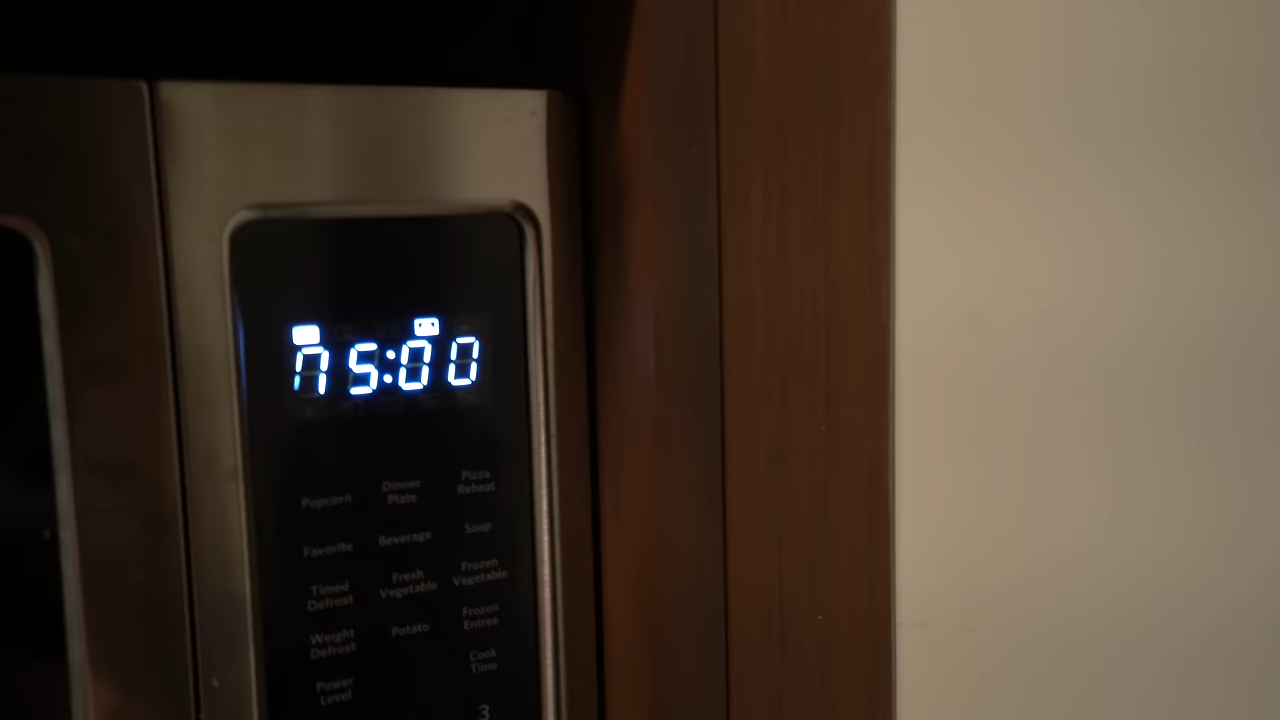 75:00
Popcorn
Dinner
Plate
Pizza
Reheat
Favorite
Beverage
Soup
Timed
Defrost
Fresh
Vegetable
Frozen
Vegetable
Weight
Defrost
Potato
Frozen
Entree
Cook
Time
Power
Level
3